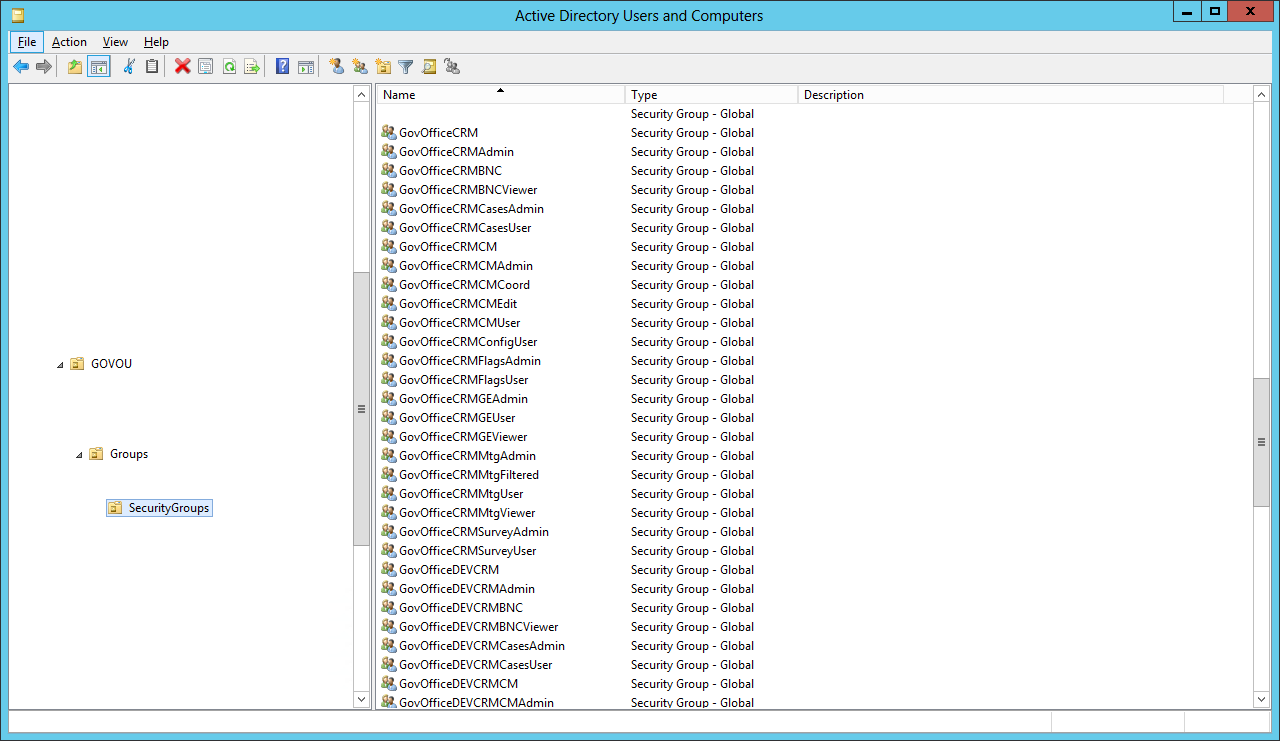 Active Directory Users and Computers
File Action View Help
GOVOU
Groups
SecurityGroups
Name Type Description
Security Group - Global
GovOfficeCRM Security Group - Global
GovOfficeCRMAdmin Security Group - Global
GovOfficeCRMBNC Security Group - Global
GovOfficeCRMBNCViewer Security Group - Global
GovOfficeCRMCasesAdmin Security Group - Global
GovOfficeCRMCasesUser Security Group - Global
GovOfficeCRMCM Security Group - Global
GovOfficeCRMCMAdmin Security Group - Global
GovOfficeCRMCMCoord Security Group - Global
GovOfficeCRMCMEdit Security Group - Global
GovOfficeCRMCMUser Security Group - Global
GovOfficeCRMConfigUser Security Group - Global
GovOfficeCRMFlagsAdmin Security Group - Global
GovOfficeCRMFlagsUser Security Group - Global
GovOfficeCRMGEAdmin Security Group - Global
GovOfficeCRMGEUser Security Group - Global
GovOfficeCRMGEViewer Security Group - Global
GovOfficeCRMMtgAdmin Security Group - Global
GovOfficeCRMMtgFiltered Security Group - Global
GovOfficeCRMMtgUser Security Group - Global
GovOfficeCRMMtgViewer Security Group - Global
GovOfficeCRMSurveyAdmin Security Group - Global
GovOfficeCRMSurveyUser Security Group - Global
GovOfficeDEVCRM Security Group - Global
GovOfficeDEVCRMAdmin Security Group - Global
GovOfficeDEVCRMBNC Security Group - Global
GovOfficeDEVCRMBNCViewer Security Group - Global
GovOfficeDEVCRMCasesAdmin Security Group - Global
GovOfficeDEVCRMCasesUser Security Group - Global
GovOfficeDEVCRMCM Security Group - Global
GovOfficeDEVCRMCMAdmin Security Group - Global